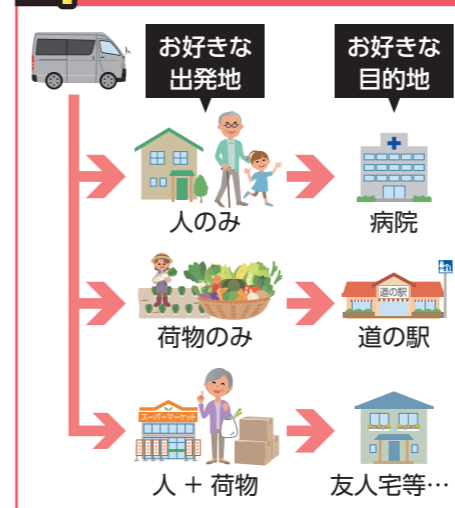 お好きな
出発地
お好きな
目的地
人のみ
病院
道の駅
荷物のみ
道の駅
スーパーマーケット
人 + 荷物
友人宅等…